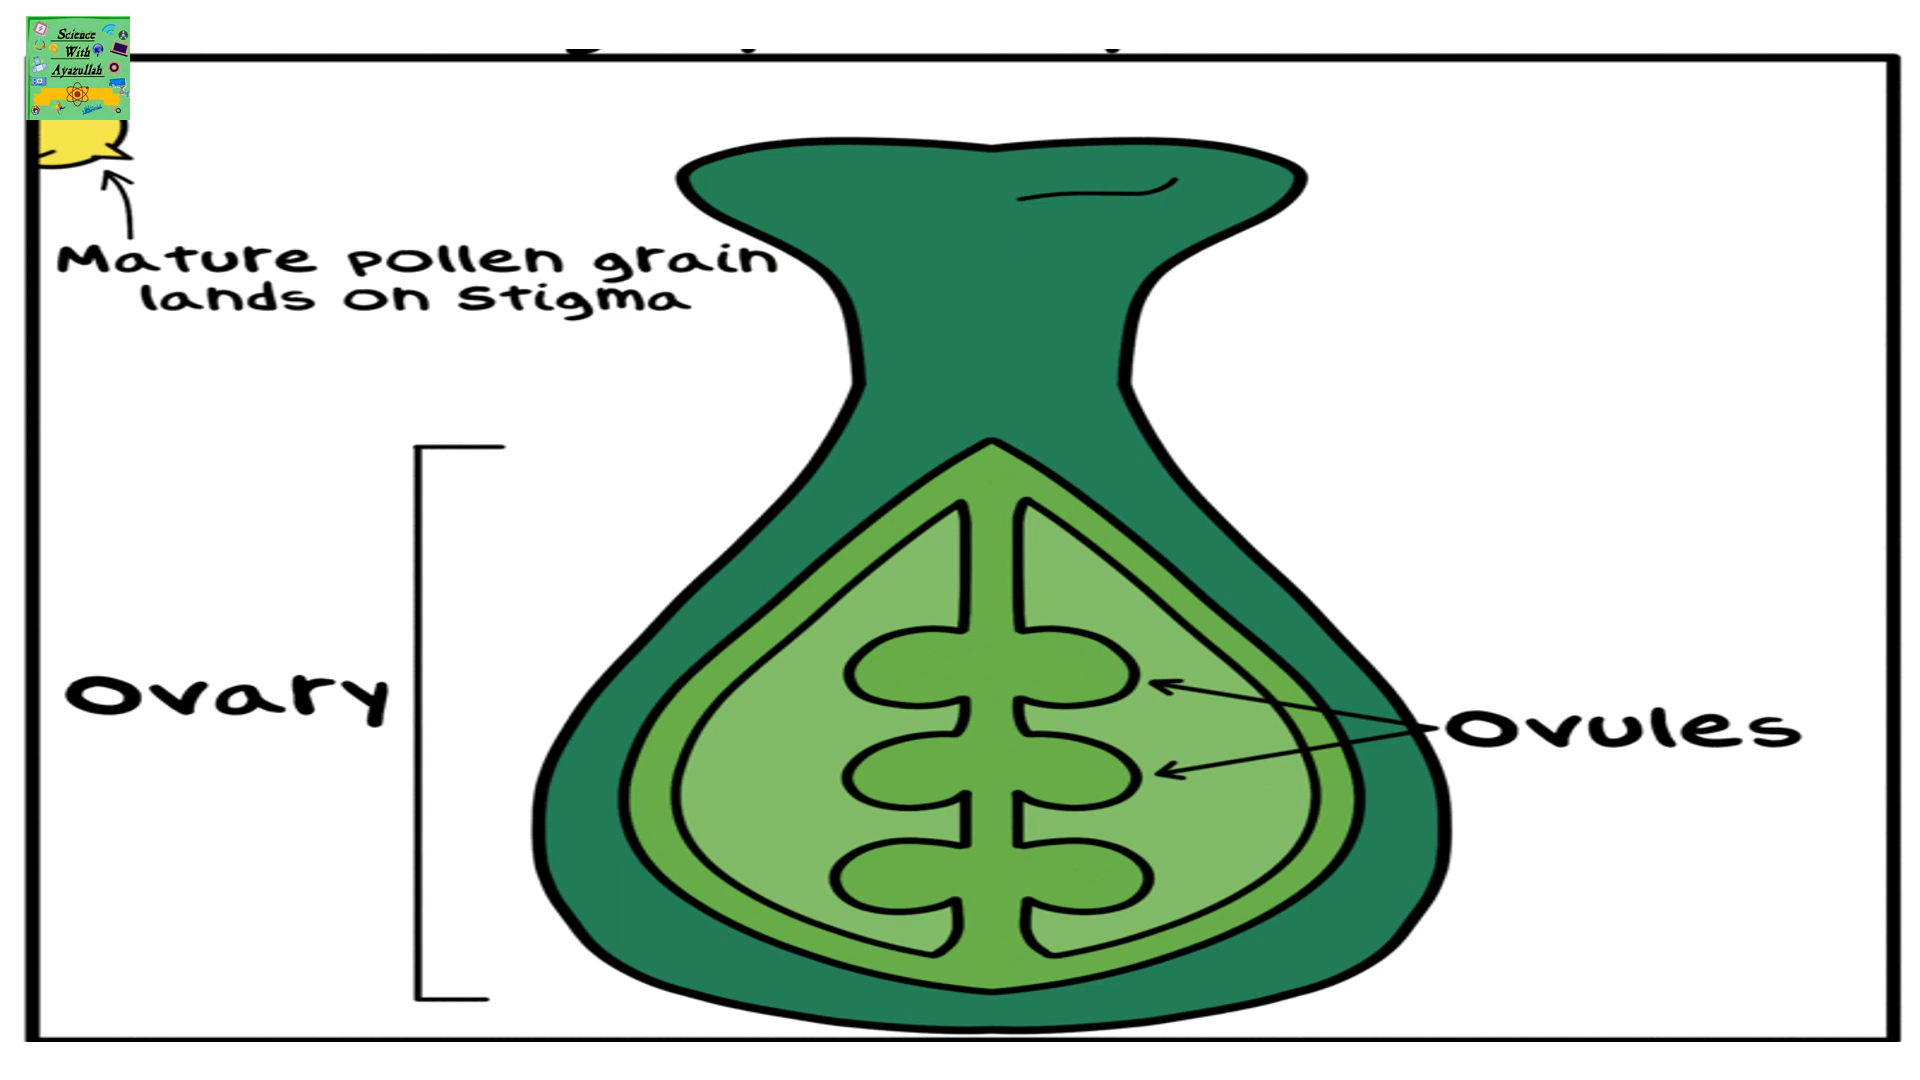 Science
With
Ayazullah
Mature pollen grain
lands on stigma
Ovary
Ovules